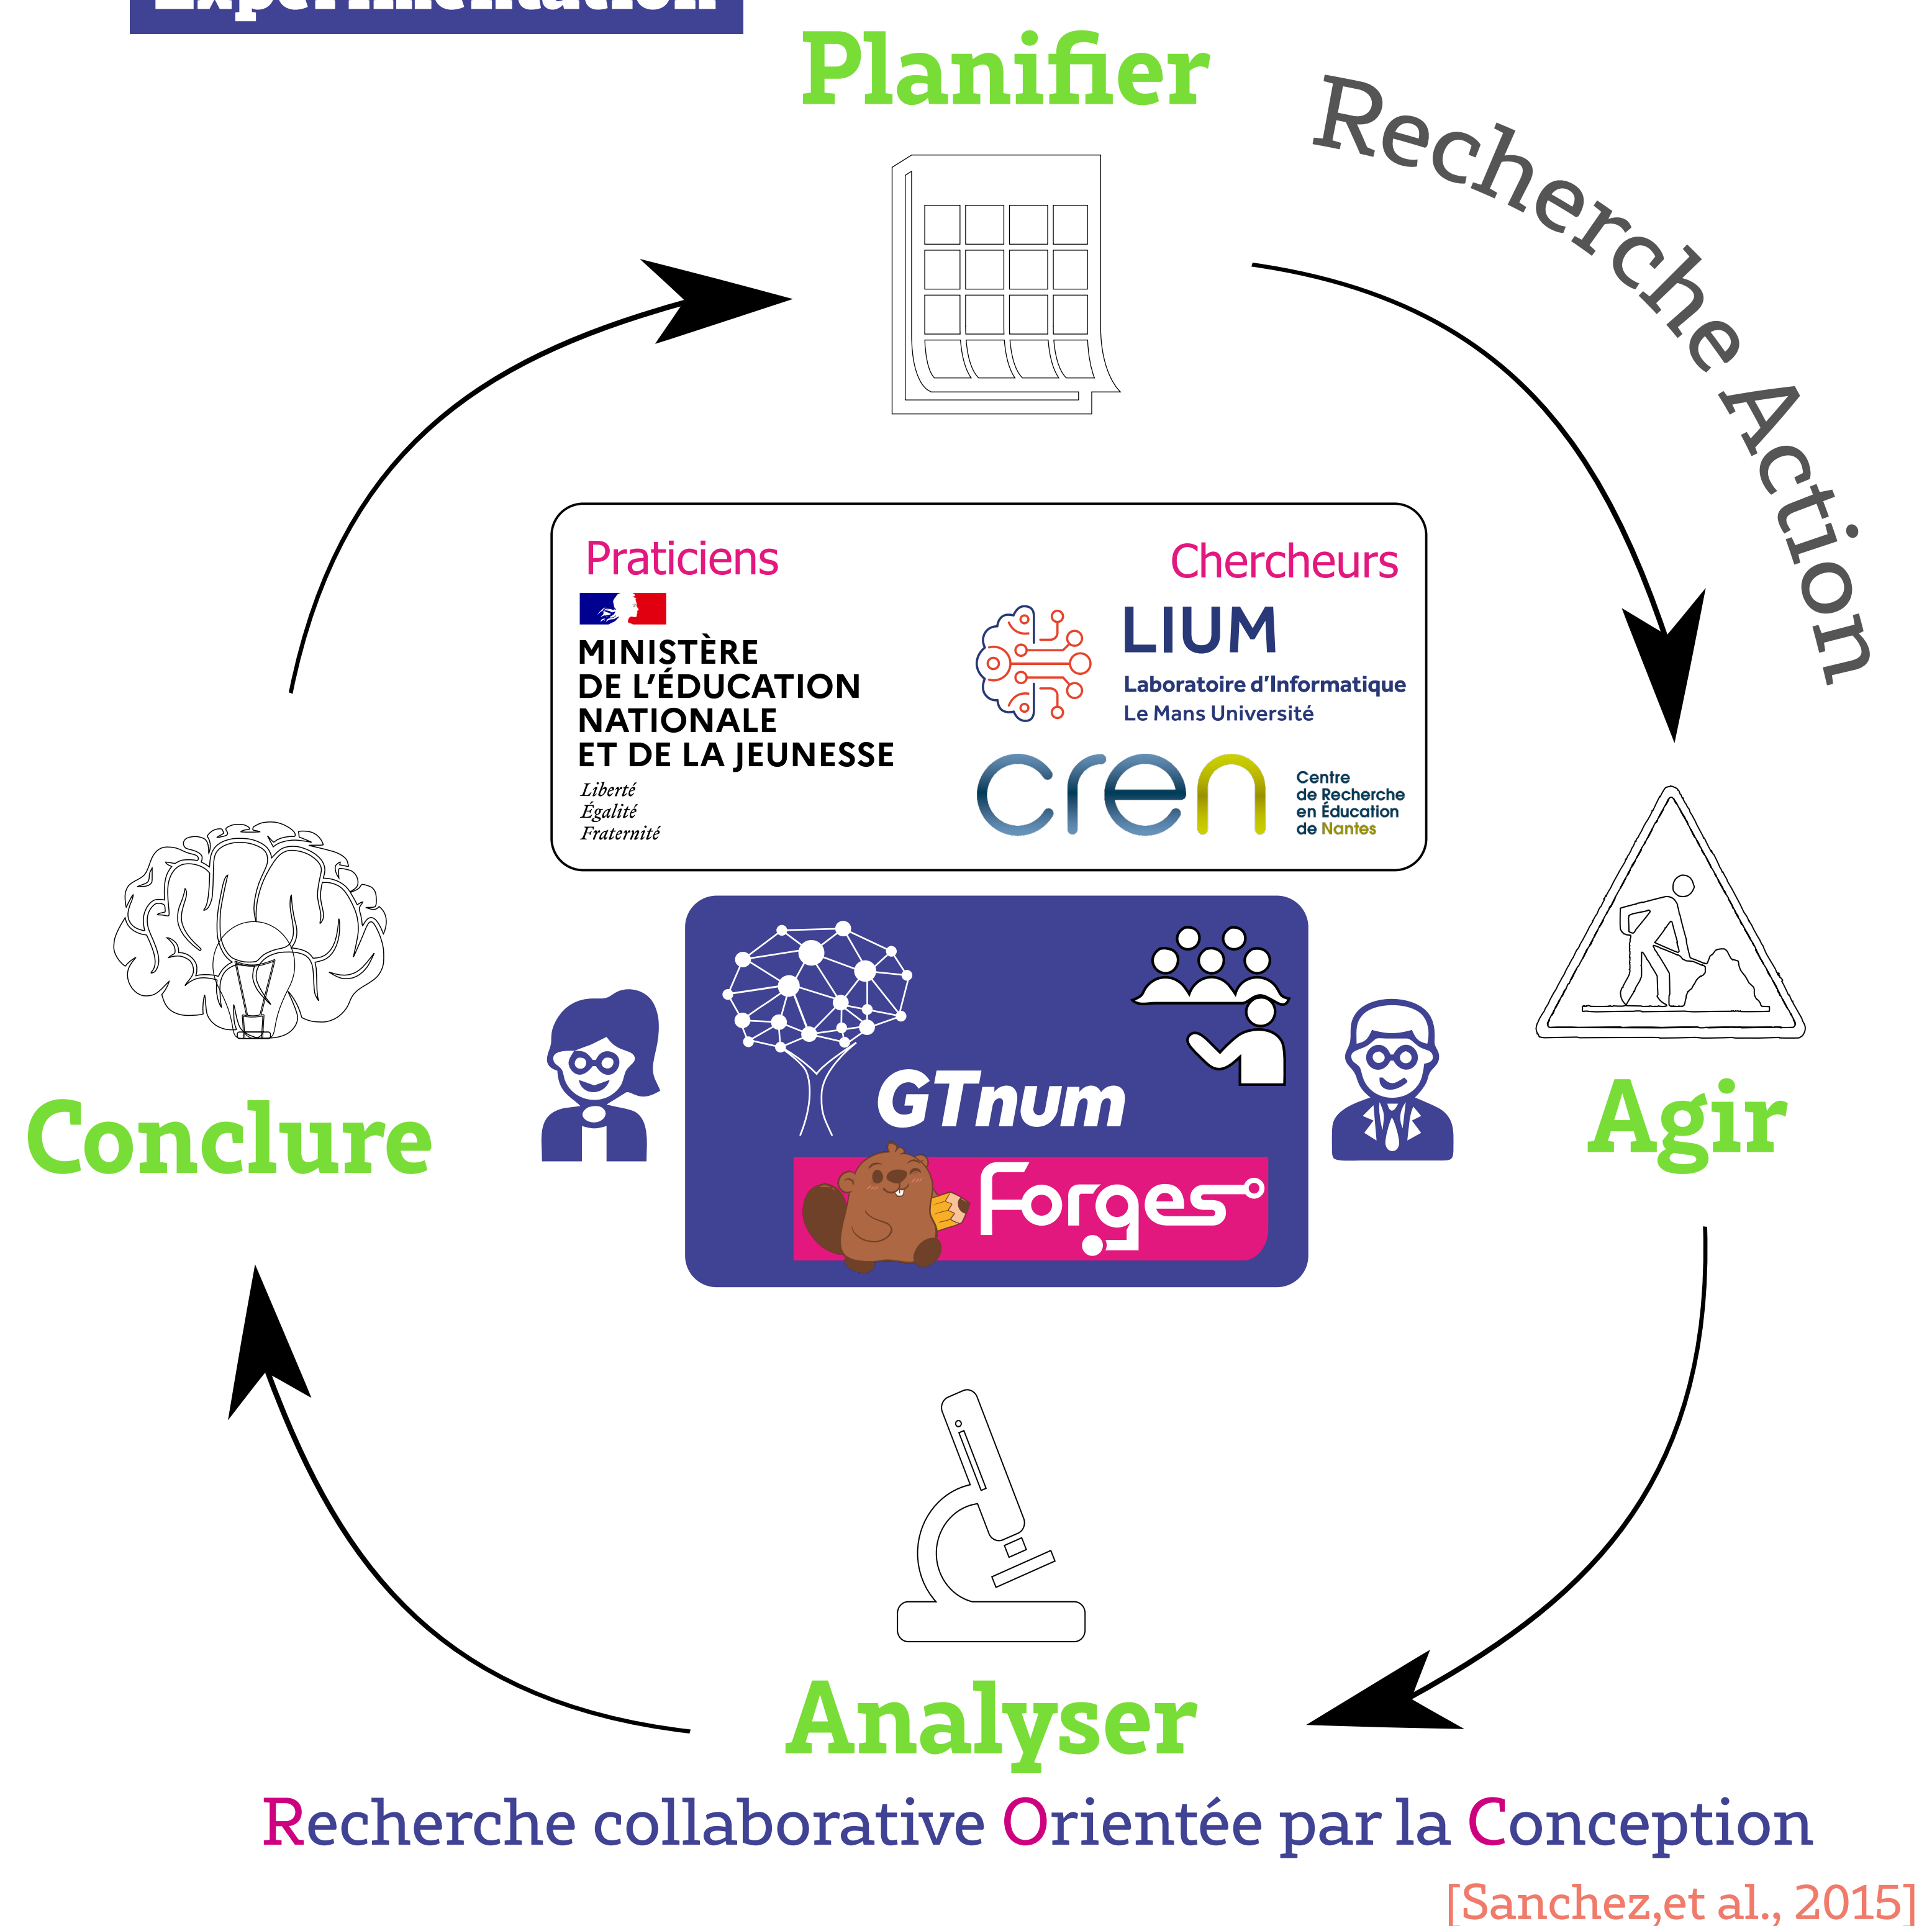 Expérimentation
Planifier
Recherche Action
Praticiens
MINISTÈRE
DE L'ÉDUCATION
NATIONALE
ET DE LA JEUNESSE
Liberté
Égalité
Fraternité
Chercheurs
LIUM
Laboratoire d'Informatique
Le Mans Université
cren
Centre
de Recherche
en Éducation
de Nantes
GTnum
Forges
Conclure
Agir
Analyser
Recherche collaborative Orientée par la Conception
[Sanchez,et al., 2015]